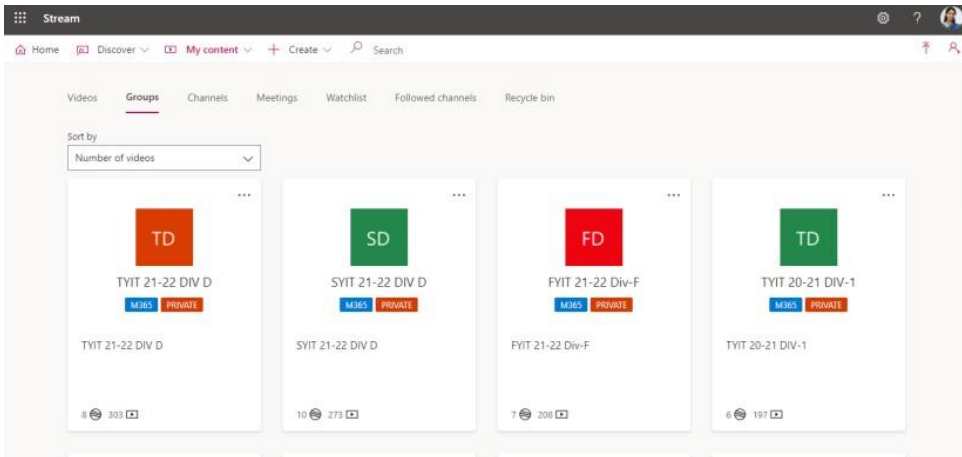 Stream ?
Home Discover My content Create Search
Videos Groups Channels Meetings Watchlist Followed channels Recycle bin
Sort by
Number of videos
... ... ... ...
TD SD FD TD
TYIT 21-22 DIV D SYIT 21-22 DIV D FYIT 21-22 Div-F TYIT 20-21 DIV-1
M365 PRIVATE M365 PRIVATE M365 PRIVATE M365 PRIVATE
TYIT 21-22 DIV D SYIT 21-22 DIV D FYIT 21-22 Div-F TYIT 20-21 DIV-1
8 303 10 273 7 208 6 197